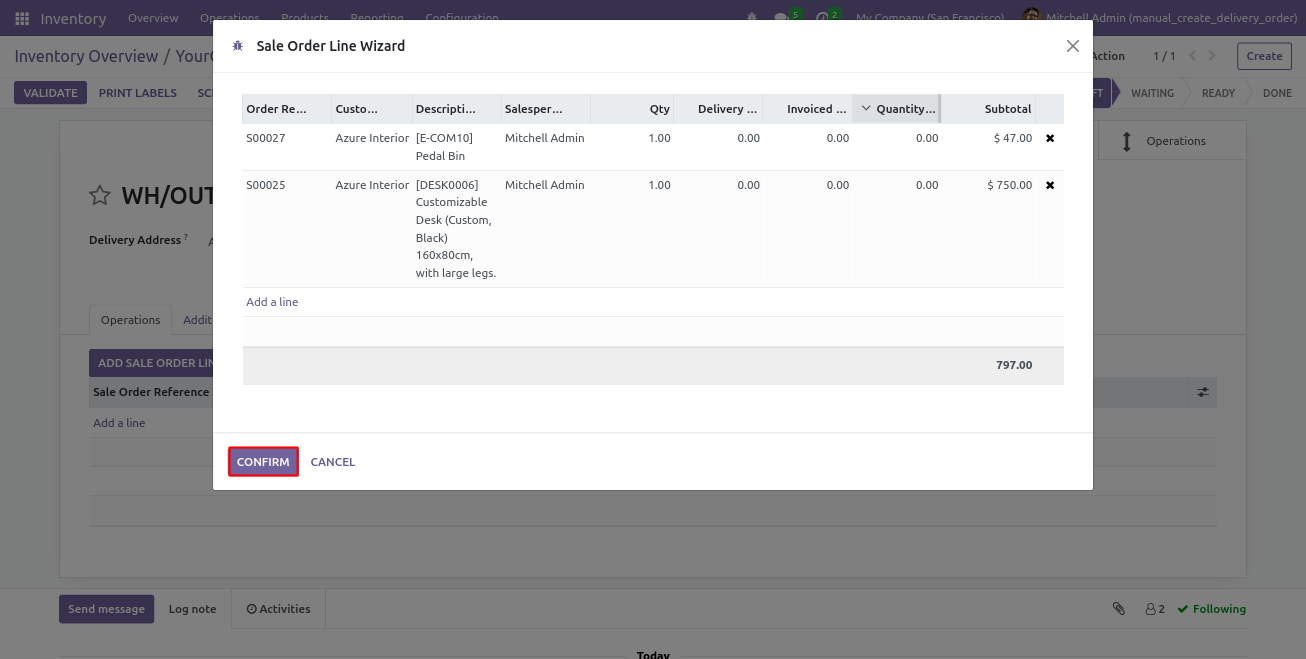 Inventory Overview Operations Products Reporting Configuration 5 2 My Company (San Francisco) Mitchell Admin (manual_create_delivery_order)
Inventory Overview / Your
Action 1 / 1 Create
VALIDATE PRINT LABELS
WAITING READY DONE
Sale Order Line Wizard
Order Re... Custo... Descripti... Salesper... Qty Delivery ... Invoiced ... Quantity... Subtotal
S00027 Azure Interior [E-COM10] Mitchell Admin 1.00 0.00 0.00 0.00 $ 47.00
Pedal Bin
S00025 Azure Interior [DESK0006] Mitchell Admin 1.00 0.00 0.00 0.00 $ 750.00
Customizable
Desk (Custom,
Black)
160x80cm,
with large legs.
Add a line
797.00
CONFIRM CANCEL
Operations
WH/OUT
Delivery Address ?
Operations Addit
ADD SALE ORDER LIN
Sale Order Reference
Add a line
Send message Log note Activities 2 Following
Today